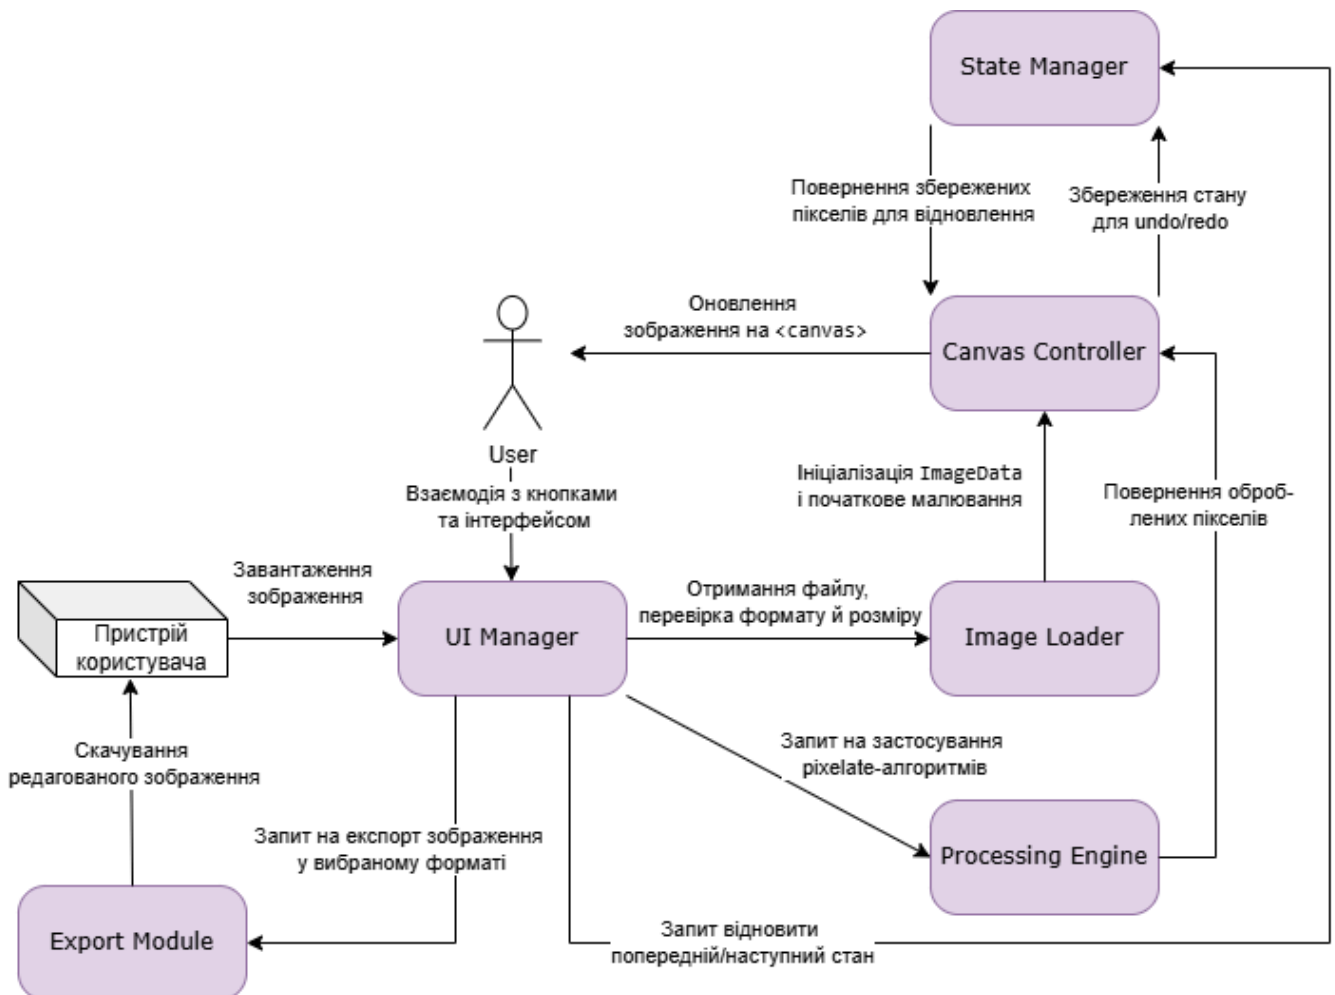 State Manager
Повернення збережених
пікселів для відновлення
Збереження стану
для undo/redo
Оновлення
зображення на <canvas>
Canvas Controller
User
Взаємодія з кнопками
та інтерфейсом
Ініціалізація ImageData
і початкове малювання
Повернення оброб-
лених пікселів
Завантаження
зображення
Пристрій
користувача
UI Manager
Отримання файлу,
перевірка формату й розміру
Image Loader
Скачування
редагованого зображення
Запит на застосування
pixelate-алгоритмів
Запит на експорт зображення
у вибраному форматі
Processing Engine
Export Module
Запит відновити
попередній/наступний стан